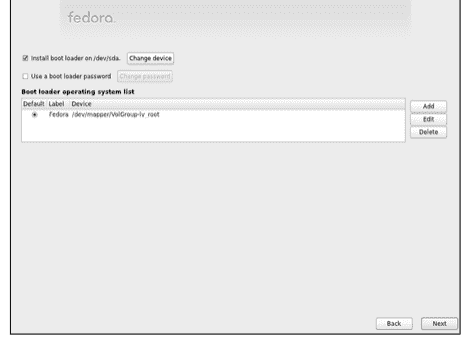 fedora.
Install boot loader on /dev/sda. Change device
Use a boot loader password Change password
Boot loader operating system list
Default Label Device
Fedora /dev/mapper/VolGroup-lv_root
Add
Edit
Delete
Back Next